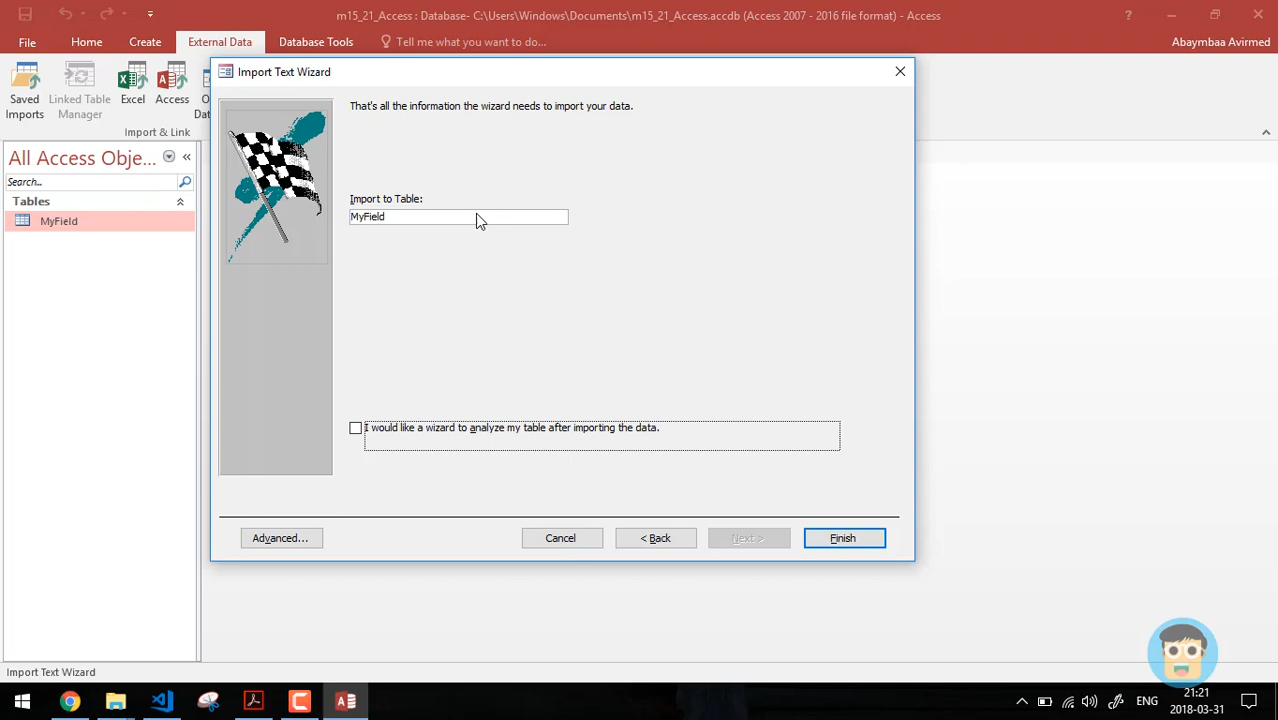 m15_21_Access : Database- C:\Users\Windows\Documents\m15_21_Access.accdb (Access 2007 - 2016 file format) - Access
File Home Create External Data Database Tools Tell me what you want to do... Abaymbaa Avirmed
Saved Imports
Linked Table Manager
Excel
Access
Import & Link
All Access Obje...
Search...
Tables
MyField
Import Text Wizard
That's all the information the wizard needs to import your data.
Import to Table:
MyField
I would like a wizard to analyze my table after importing the data.
Advanced... Cancel < Back Next > Finish
Import Text Wizard
ENG
21:21
2018-03-31